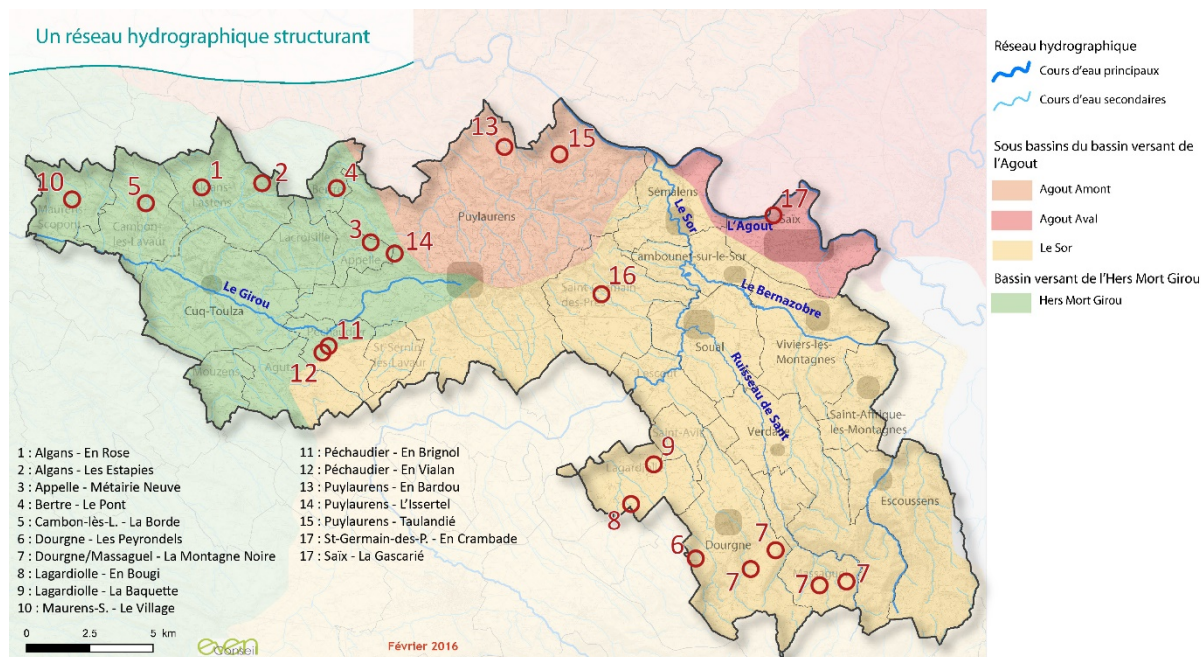 Un réseau hydrographique structurant
Réseau hydrographique
Cours d'eau principaux
Cours d'eau secondaires
Sous bassins du bassin versant de
l'Agout
Agout Amont
Agout Aval
Le Sor
Bassin versant de l'Hers Mort Girou
Hers Mort Girou
13
15
10
5
1
2
4
17
Maurens-
Scopont
Cambon-
lès-Lavaur
Algans-
Lastens
Lacroisille
3
Appelle
14
Puylaurens
Sémalens
Le Sor
L'Agout
Saïx
Cambounet-sur-le-Sor
16
Saint-Germain
des-Prés
Le Bernazobre
Le Girou
Cuq-Toulza
11
12
Mouzens
St-Sernin
lès-Lavaur
Soual
Viviers-lès-
Montagnes
Lescout
Ruisseau de Sant
Saint-Affrique-
les-Montagnes
Verdalle
Saint-Avit
9
Lagardiolle
8
Escoussens
6
Dourgne
7
7
Massaguel
7
7
1 : Algans - En Rose
2 : Algans - Les Estapies
3 : Appelle - Métairie Neuve
4 : Bertre - Le Pont
5 : Cambon-lès-L. - La Borde
6 : Dourgne - Les Peyrondels
7 : Dourgne/Massaguel - La Montagne Noire
8 : Lagardiolle - En Bougi
9 : Lagardiolle - La Baquette
10 : Maurens-S. - Le Village
11 : Péchaudier - En Brignol
12 : Péchaudier - En Vialan
13 : Puylaurens - En Bardou
14 : Puylaurens - L'Issertel
15 : Puylaurens - Taulandié
17 : St-Germain-des-P. - En Crambade
17 : Saïx - La Gascarié
0 2.5 5 km
even
Conseil
Février 2016